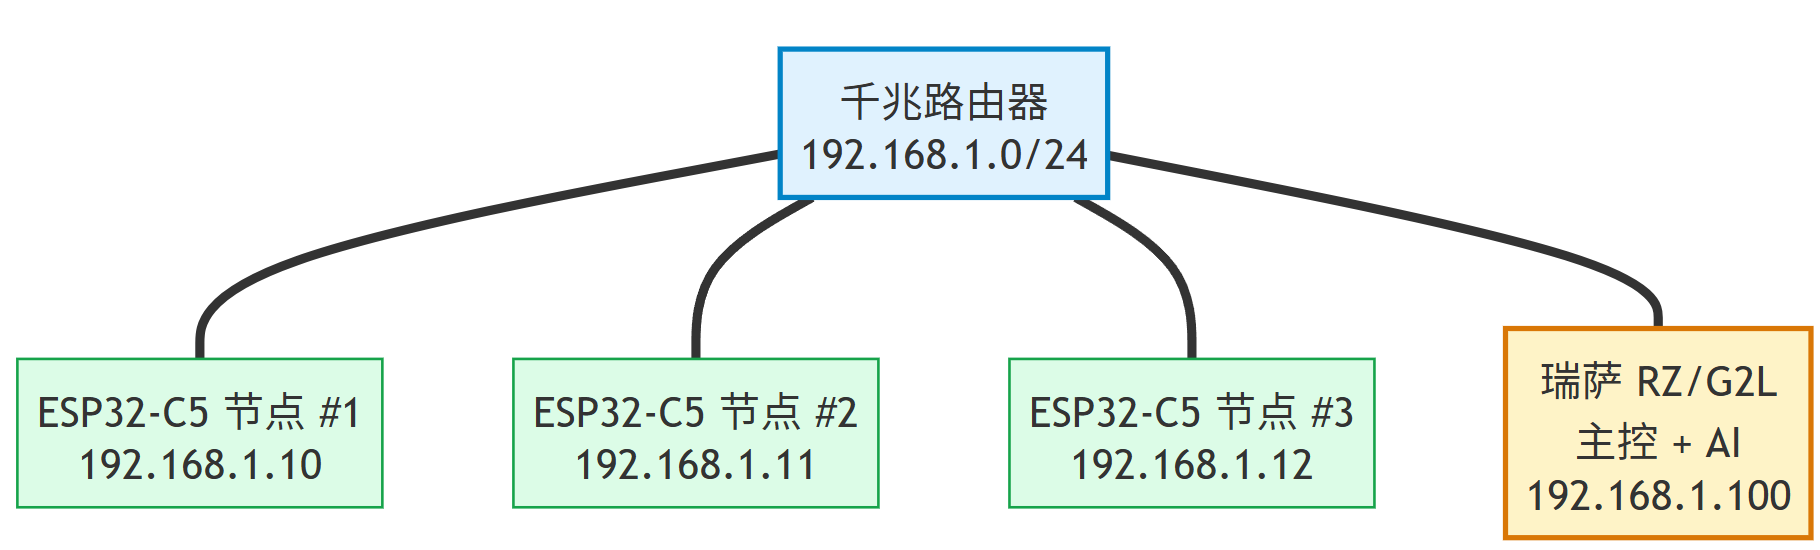 千兆路由器
192.168.1.0/24
ESP32-C5 节点 #1
192.168.1.10
ESP32-C5 节点 #2
192.168.1.11
ESP32-C5 节点 #3
192.168.1.12
瑞萨 RZ/G2L
主控 + AI
192.168.1.100